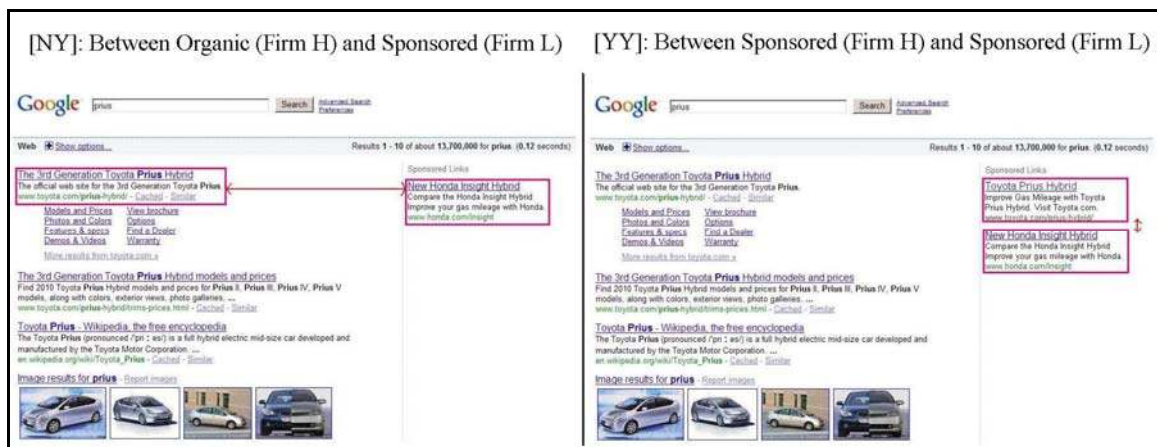 [NY]: Between Organic (Firm H) and Sponsored (Firm L)
Google
prius
Search
Advanced Search
Preferences
Web
Show options...
Results 1 - 10 of about 13,700,000 for prius. (0.12 seconds)
The 3rd Generation Toyota Prius Hybrid
The official web site for the 3rd Generation Toyota Prius.
www.toyota.com/prius-hybrid/ - Cached - Similar
Models and Prices
View brochure
Photos and Colors
Options
Features & specs
Find a Dealer
Demos & Videos
Warranty
More results from toyota.com »
The 3rd Generation Toyota Prius Hybrid models and prices
Find 2010 Toyota Prius Hybrid models and prices for Prius II, Prius III, Prius IV, Prius V
models, along with colors, exterior views, photo galleries. ...
www.toyota.com/prius-hybrid/trims-prices.html - Cached - Similar
Toyota Prius - Wikipedia, the free encyclopedia
The Toyota Prius (pronounced /ˈpri ː əs/) is a full hybrid electric mid-size car developed and
manufactured by the Toyota Motor Corporation. ...
en.wikipedia.org/wiki/Toyota_Prius - Cached - Similar
Image results for prius - Report images
Sponsored Links
New Honda Insight Hybrid
Compare the Honda Insight Hybrid
Improve your gas mileage with Honda.
www.honda.com/Insight
[YY]: Between Sponsored (Firm H) and Sponsored (Firm L)
Google
prius
Search
Advanced Search
Preferences
Web
Show options...
Results 1 - 10 of about 13,700,000 for prius. (0.12 seconds)
The 3rd Generation Toyota Prius Hybrid
The official web site for the 3rd Generation Toyota Prius.
www.toyota.com/prius-hybrid/ - Cached - Similar
Models and Prices
View brochure
Photos and Colors
Options
Features & specs
Find a Dealer
Demos & Videos
Warranty
More results from toyota.com »
The 3rd Generation Toyota Prius Hybrid models and prices
Find 2010 Toyota Prius Hybrid models and prices for Prius II, Prius III, Prius IV, Prius V
models, along with colors, exterior views, photo galleries. ...
www.toyota.com/prius-hybrid/trims-prices.html - Cached - Similar
Toyota Prius - Wikipedia, the free encyclopedia
The Toyota Prius (pronounced /ˈpri ː əs/) is a full hybrid electric mid-size car developed and
manufactured by the Toyota Motor Corporation. ...
en.wikipedia.org/wiki/Toyota_Prius - Cached - Similar
Image results for prius - Report images
Sponsored Links
Toyota Prius Hybrid
Improve Gas Mileage with Toyota
Prius Hybrid. Visit Toyota.com.
www.toyota.com/prius-hybrid/
New Honda Insight Hybrid
Compare the Honda Insight Hybrid
Improve your gas mileage with Honda.
www.honda.com/Insight